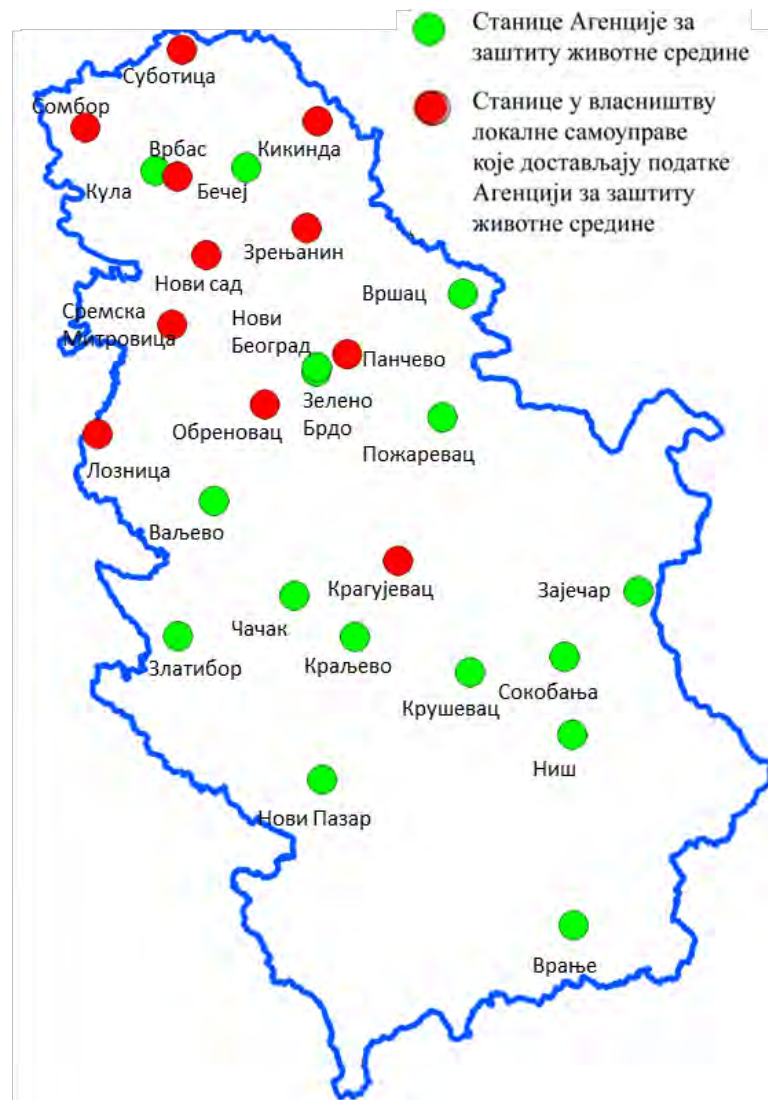 Станице Агенције за
заштиту животне средине
Станице у власништву
локалне самоуправе
које достављају податке
Агенцији за заштиту
животне средине
Суботица
Сомбор
Врбас
Кикинда
Кула
Бечеј
Зрењанин
Нови сад
Вршац
Сремска
Митровица
Нови
Београд
Панчево
Зелено
Брдо
Обреновац
Пожаревац
Лозница
Ваљево
Крагујевац
Зајечар
Чачак
Златибор
Краљево
Крушевац
Сокобања
Ниш
Нови Пазар
Врање